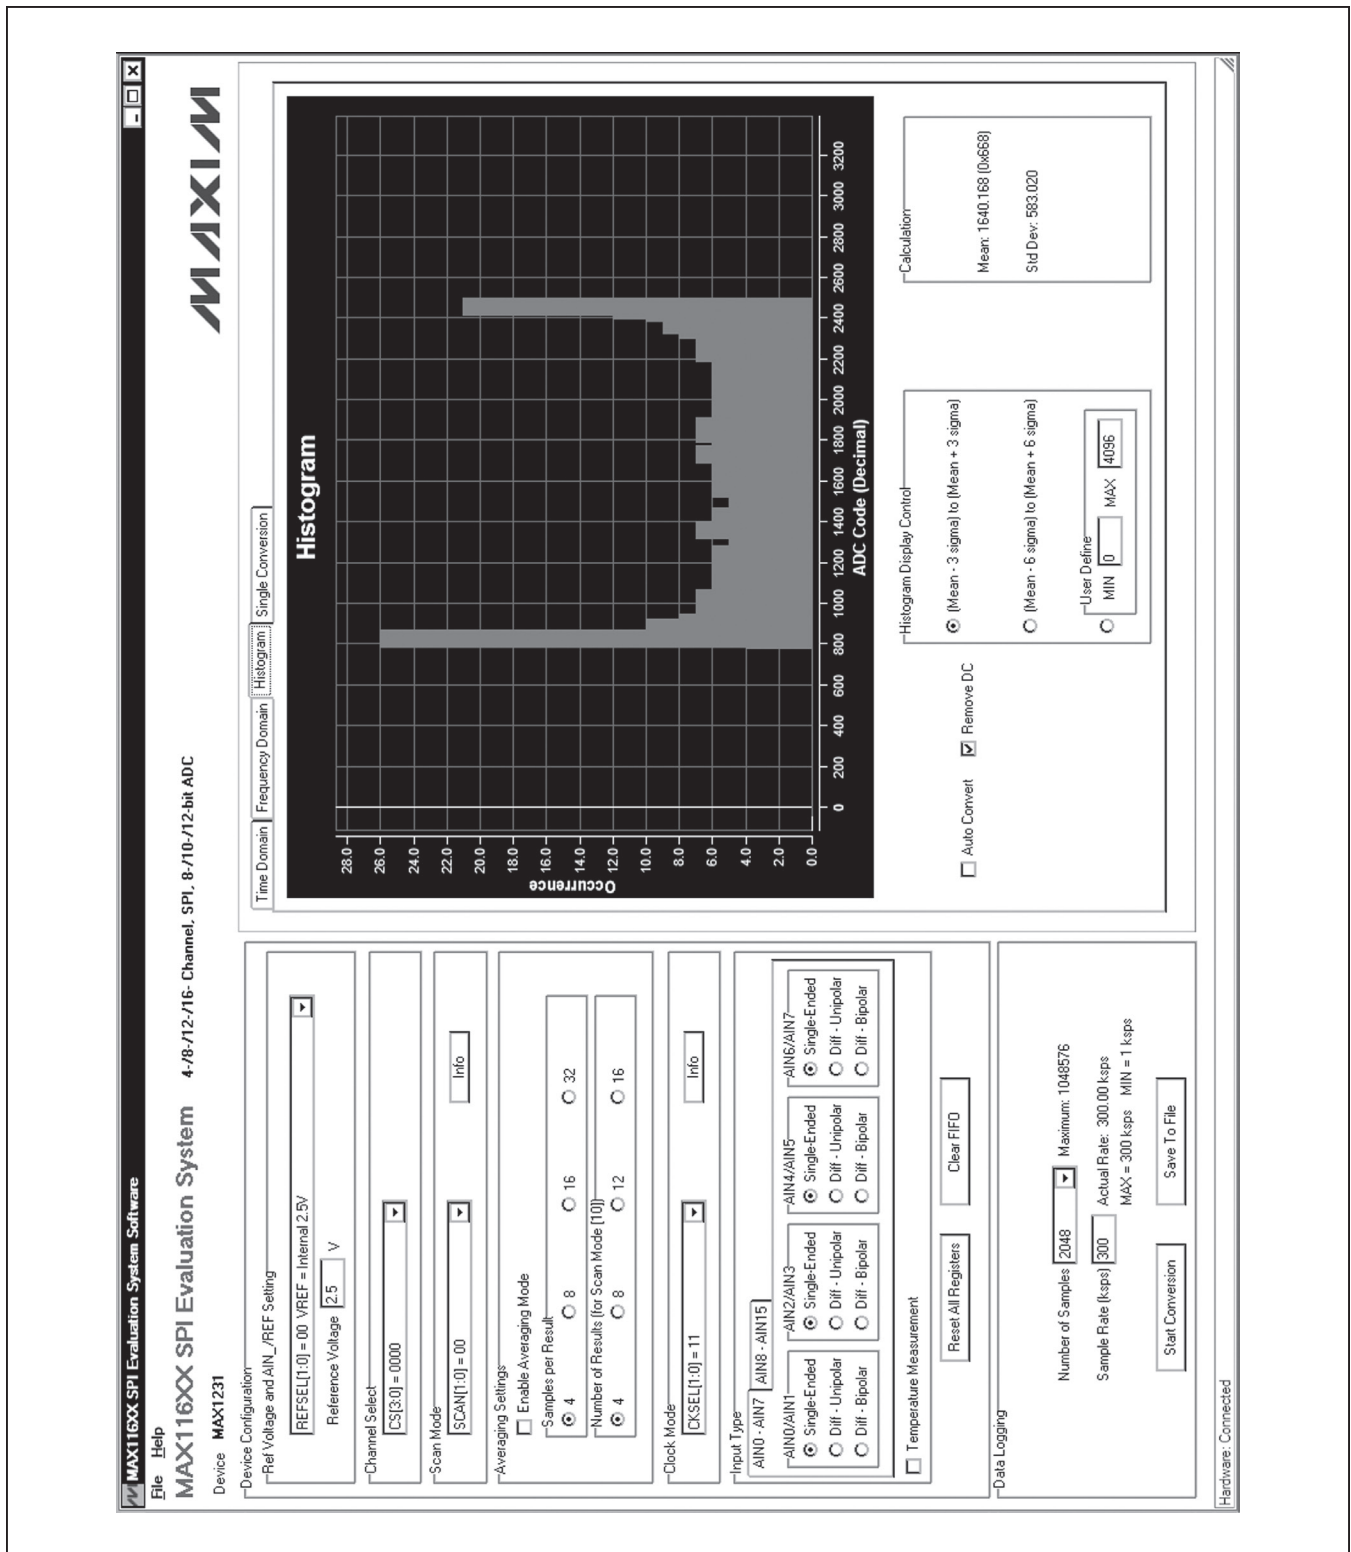 MAX116XX SPI Evaluation System Software
File Help
MAX116XX SPI Evaluation System 4-/8-/12-/16- Channel, SPI, 8-/10-/12-bit ADC
MAXIM
Device MAX1231
Device Configuration
Ref Voltage and AIN_/REF Setting
REFSEL[1:0] = 00 VREF = Internal 2.5V
Reference Voltage 2.5 V
Channel Select
CS[3:0] = 0000
Scan Mode
SCAN[1:0] = 00
Info
Averaging Settings
Enable Averaging Mode
Samples per Result
4 8 16 32
Number of Results (for Scan Mode [10])
4 8 12 16
Clock Mode
CKSEL[1:0] = 11
Info
Input Type
AIN0 - AIN7 AIN8 - AIN15
AIN0/AIN1 AIN2/AIN3 AIN4/AIN5 AIN6/AIN7
Single-Ended Single-Ended Single-Ended Single-Ended
Diff - Unipolar Diff - Unipolar Diff - Unipolar Diff - Unipolar
Diff - Bipolar Diff - Bipolar Diff - Bipolar Diff - Bipolar
Temperature Measurement
Reset All Registers Clear FIFO
Data Logging
Number of Samples 2048 Maximum: 1048576
Sample Rate (ksps) 300 Actual Rate: 300.00 ksps
MAX = 300 ksps MIN = 1 ksps
Start Conversion Save To File
Time Domain Frequency Domain Histogram Single Conversion
Histogram
Occurrence
28.0
26.0
24.0
22.0
20.0
18.0
16.0
14.0
12.0
10.0
8.0
6.0
4.0
2.0
0.0
0 200 400 600 800 1000 1200 1400 1600 1800 2000 2200 2400 2600 2800 3000 3200
ADC Code (Decimal)
Auto Convert Remove DC
Histogram Display Control
(Mean - 3 sigma) to (Mean + 3 sigma)
(Mean - 6 sigma) to (Mean + 6 sigma)
User Define
MIN 0 MAX 4096
Calculation
Mean: 1640.168 (0x668)
Std Dev: 583.020
Hardware: Connected